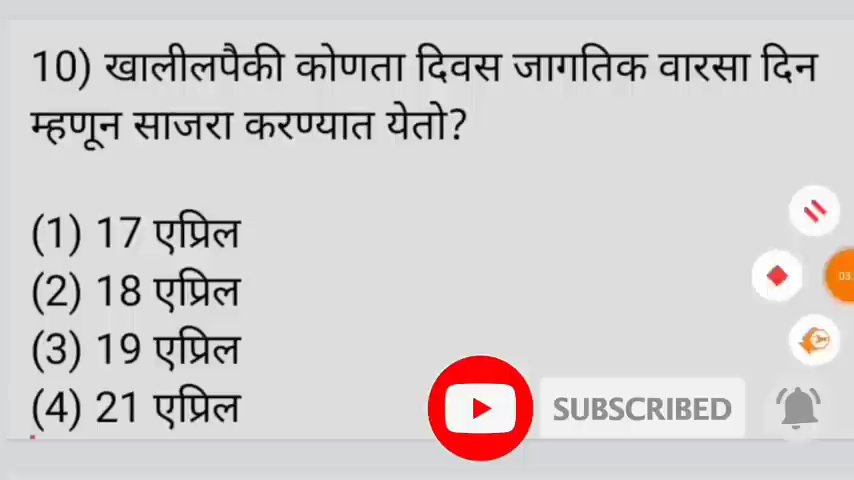 10) खालीलपैकी कोणता दिवस जागतिक वारसा दिन
म्हणून साजरा करण्यात येतो?
(1) 17 एप्रिल
(2) 18 एप्रिल
(3) 19 एप्रिल
(4) 21 एप्रिल
03
SUBSCRIBED